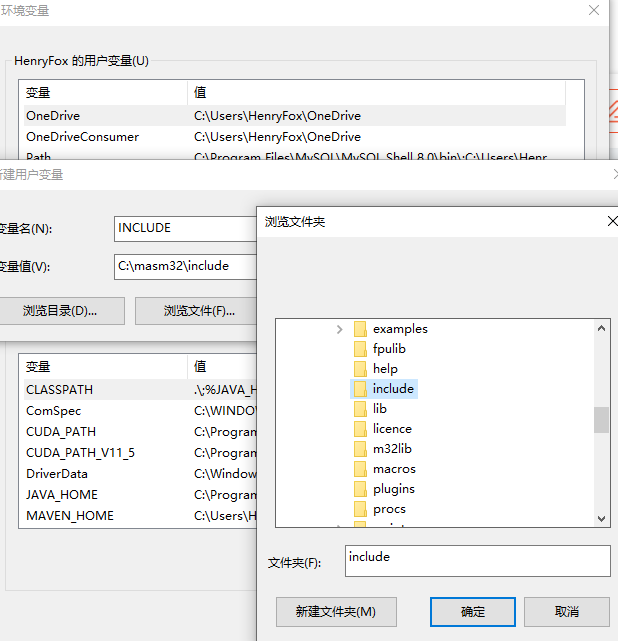 环境变量
HenryFox 的用户变量(U)
变量 值
OneDrive C:\Users\HenryFox\OneDrive
OneDriveConsumer C:\Users\HenryFox\OneDrive
Path C:\Program Files\MySQL\MySQL Shell 8.0\bin\;C:\Users\Henr
新建用户变量
变量名(N): INCLUDE
变量值(V): C:\masm32\include
浏览目录(D)... 浏览文件(F)...
浏览文件夹
examples
fpulib
help
include
lib
licence
m32lib
macros
plugins
procs
文件夹(F): include
新建文件夹(M) 确定 取消
变量 值
CLASSPATH .\;%JAVA_H
ComSpec C:\WINDOW
CUDA_PATH C:\Program
CUDA_PATH_V11_5 C:\Program
DriverData C:\Window
JAVA_HOME C:\Program
MAVEN_HOME C:\Users\H